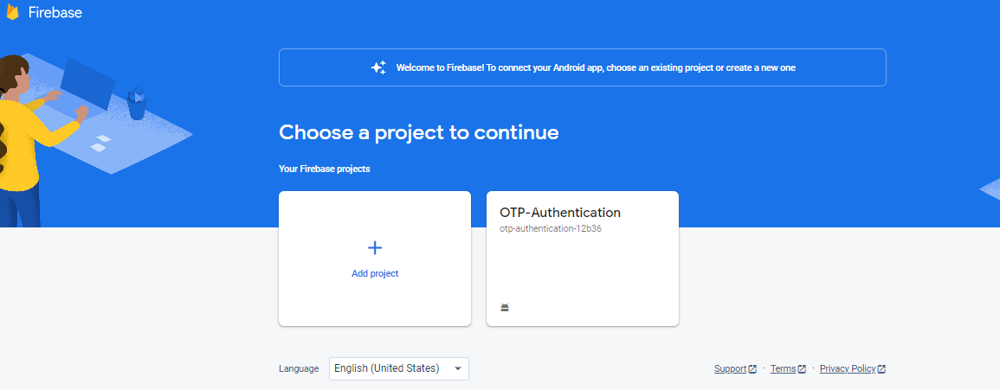 Firebase
Welcome to Firebase! To connect your Android app, choose an existing project or create a new one
Choose a project to continue
Your Firebase projects
Add project
OTP-Authentication
otp-authentication-12b36
Language English (United States) Support · Terms · Privacy Policy